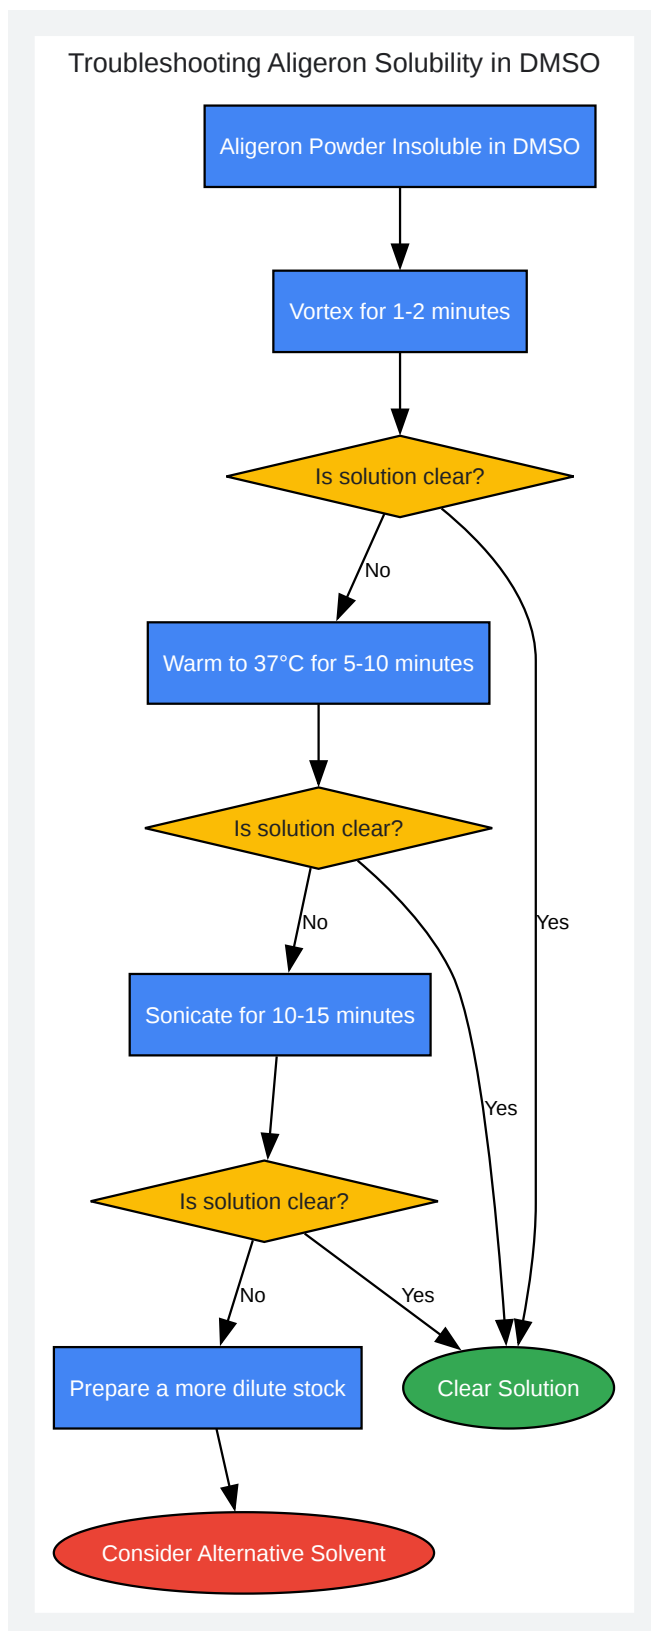 Troubleshooting Aligeron Solubility in DMSO
Aligeron Powder Insoluble in DMSO
Vortex for 1-2 minutes
Is solution clear?
No
Warm to 37°C for 5-10 minutes
Is solution clear?
No
Yes
Sonicate for 10-15 minutes
Yes
Is solution clear?
No
Yes
Prepare a more dilute stock
Clear Solution
Consider Alternative Solvent